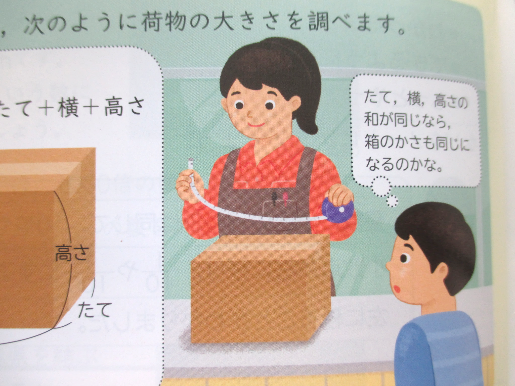 ，次のように荷物の大きさを調べます。
たて＋横＋高さ
高さ
たて
たて，横，高さの
和が同じなら，
箱のかさも同じに
なるのかな。